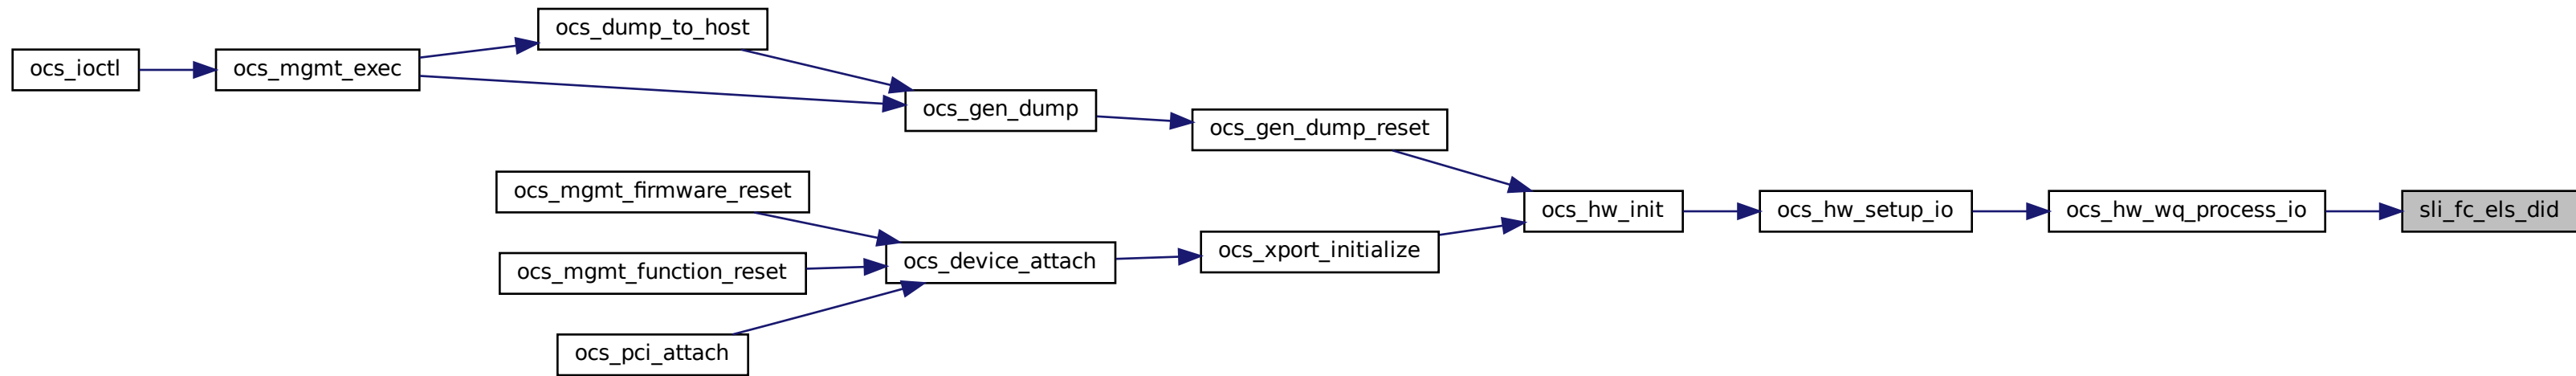 ocs_ioctl
ocs_mgmt_exec
ocs_dump_to_host
ocs_gen_dump
ocs_gen_dump_reset
ocs_mgmt_firmware_reset
ocs_mgmt_function_reset
ocs_pci_attach
ocs_device_attach
ocs_xport_initialize
ocs_hw_init
ocs_hw_setup_io
ocs_hw_wq_process_io
sli_fc_els_did